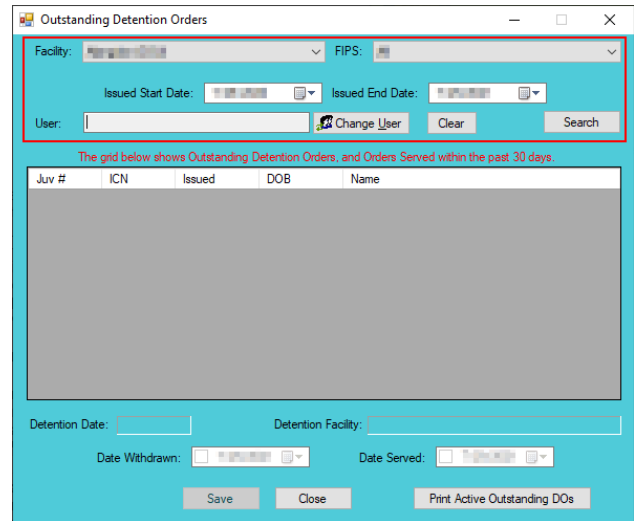 Outstanding Detention Orders
Facility: FIPS:
Issued Start Date: Issued End Date:
User: Change User Clear Search
The grid below shows Outstanding Detention Orders, and Orders Served within the past 30 days.
Juv # ICN Issued DOB Name
Detention Date: Detention Facility:
Date Withdrawn: Date Served:
Save Close Print Active Outstanding DOs